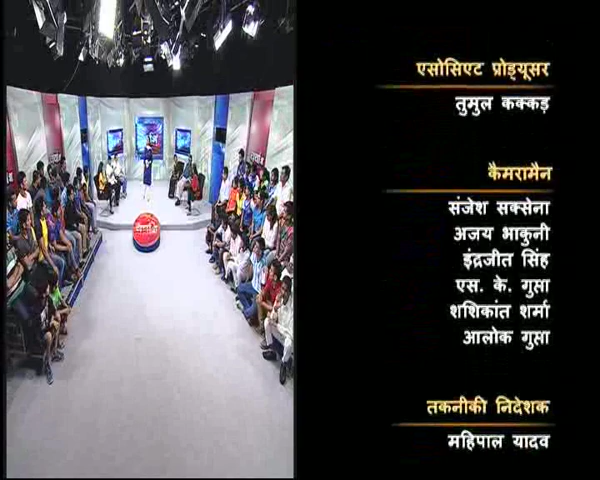 एसोसिएट प्रोड्यूसर
तुमुल कक्कड़
कैमरामैन
संजेश सक्सेना
अजय भाकुनी
इंद्रजीत सिंह
एस. के. गुप्ता
शशिकांत शर्मा
आलोक गुप्ता
तकनीकी निदेशक
महिपाल यादव